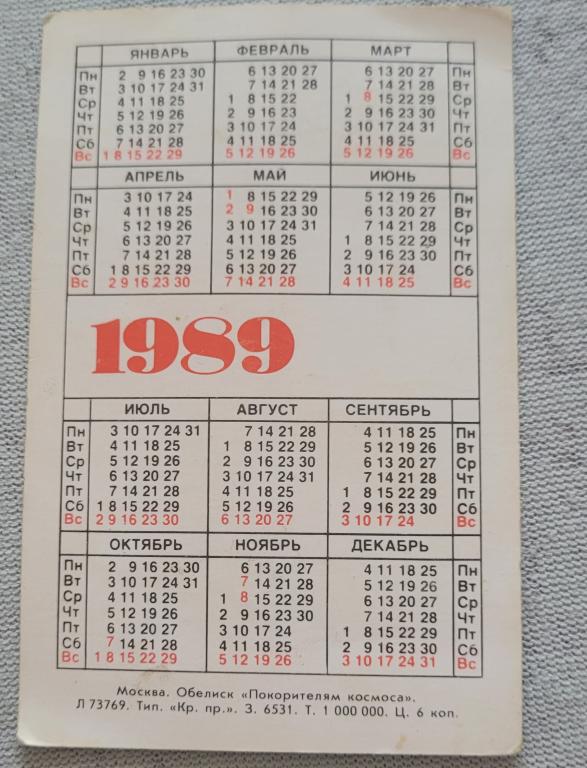 ЯНВАРЬ ФЕВРАЛЬ МАРТ
Пн 2 9 16 23 30 6 13 20 27 6 13 20 27 Пн
Вт 3 10 17 24 31 7 14 21 28 7 14 21 28 Вт
Ср 4 11 18 25 1 8 15 22 1 8 15 22 29 Ср
Чт 5 12 19 26 2 9 16 23 2 9 16 23 30 Чт
Пт 6 13 20 27 3 10 17 24 3 10 17 24 31 Пт
Сб 7 14 21 28 4 11 18 25 4 11 18 25 Сб
Вс 1 8 15 22 29 5 12 19 26 5 12 19 26 Вс
АПРЕЛЬ МАЙ ИЮНЬ
Пн 3 10 17 24 1 8 15 22 29 5 12 19 26 Пн
Вт 4 11 18 25 2 9 16 23 30 6 13 20 27 Вт
Ср 5 12 19 26 3 10 17 24 31 7 14 21 28 Ср
Чт 6 13 20 27 4 11 18 25 1 8 15 22 29 Чт
Пт 7 14 21 28 5 12 19 26 2 9 16 23 30 Пт
Сб 1 8 15 22 29 6 13 20 27 3 10 17 24 Сб
Вс 2 9 16 23 30 7 14 21 28 4 11 18 25 Вс
1989
ИЮЛЬ АВГУСТ СЕНТЯБРЬ
Пн 3 10 17 24 31 7 14 21 28 4 11 18 25 Пн
Вт 4 11 18 25 1 8 15 22 29 5 12 19 26 Вт
Ср 5 12 19 26 2 9 16 23 30 6 13 20 27 Ср
Чт 6 13 20 27 3 10 17 24 31 7 14 21 28 Чт
Пт 7 14 21 28 4 11 18 25 1 8 15 22 29 Пт
Сб 1 8 15 22 29 5 12 19 26 2 9 16 23 30 Сб
Вс 2 9 16 23 30 6 13 20 27 3 10 17 24 Вс
ОКТЯБРЬ НОЯБРЬ ДЕКАБРЬ
Пн 2 9 16 23 30 6 13 20 27 4 11 18 25 Пн
Вт 3 10 17 24 31 7 14 21 28 5 12 19 26 Вт
Ср 4 11 18 25 1 8 15 22 29 6 13 20 27 Ср
Чт 5 12 19 26 2 9 16 23 30 7 14 21 28 Чт
Пт 6 13 20 27 3 10 17 24 1 8 15 22 29 Пт
Сб 7 14 21 28 4 11 18 25 2 9 16 23 30 Сб
Вс 1 8 15 22 29 5 12 19 26 3 10 17 24 31 Вс
Москва. Обелиск «Покорителям космоса».
Л 73769. Тип. «Кр. пр.». З. 6531. Т. 1 000 000. Ц. 6 коп.